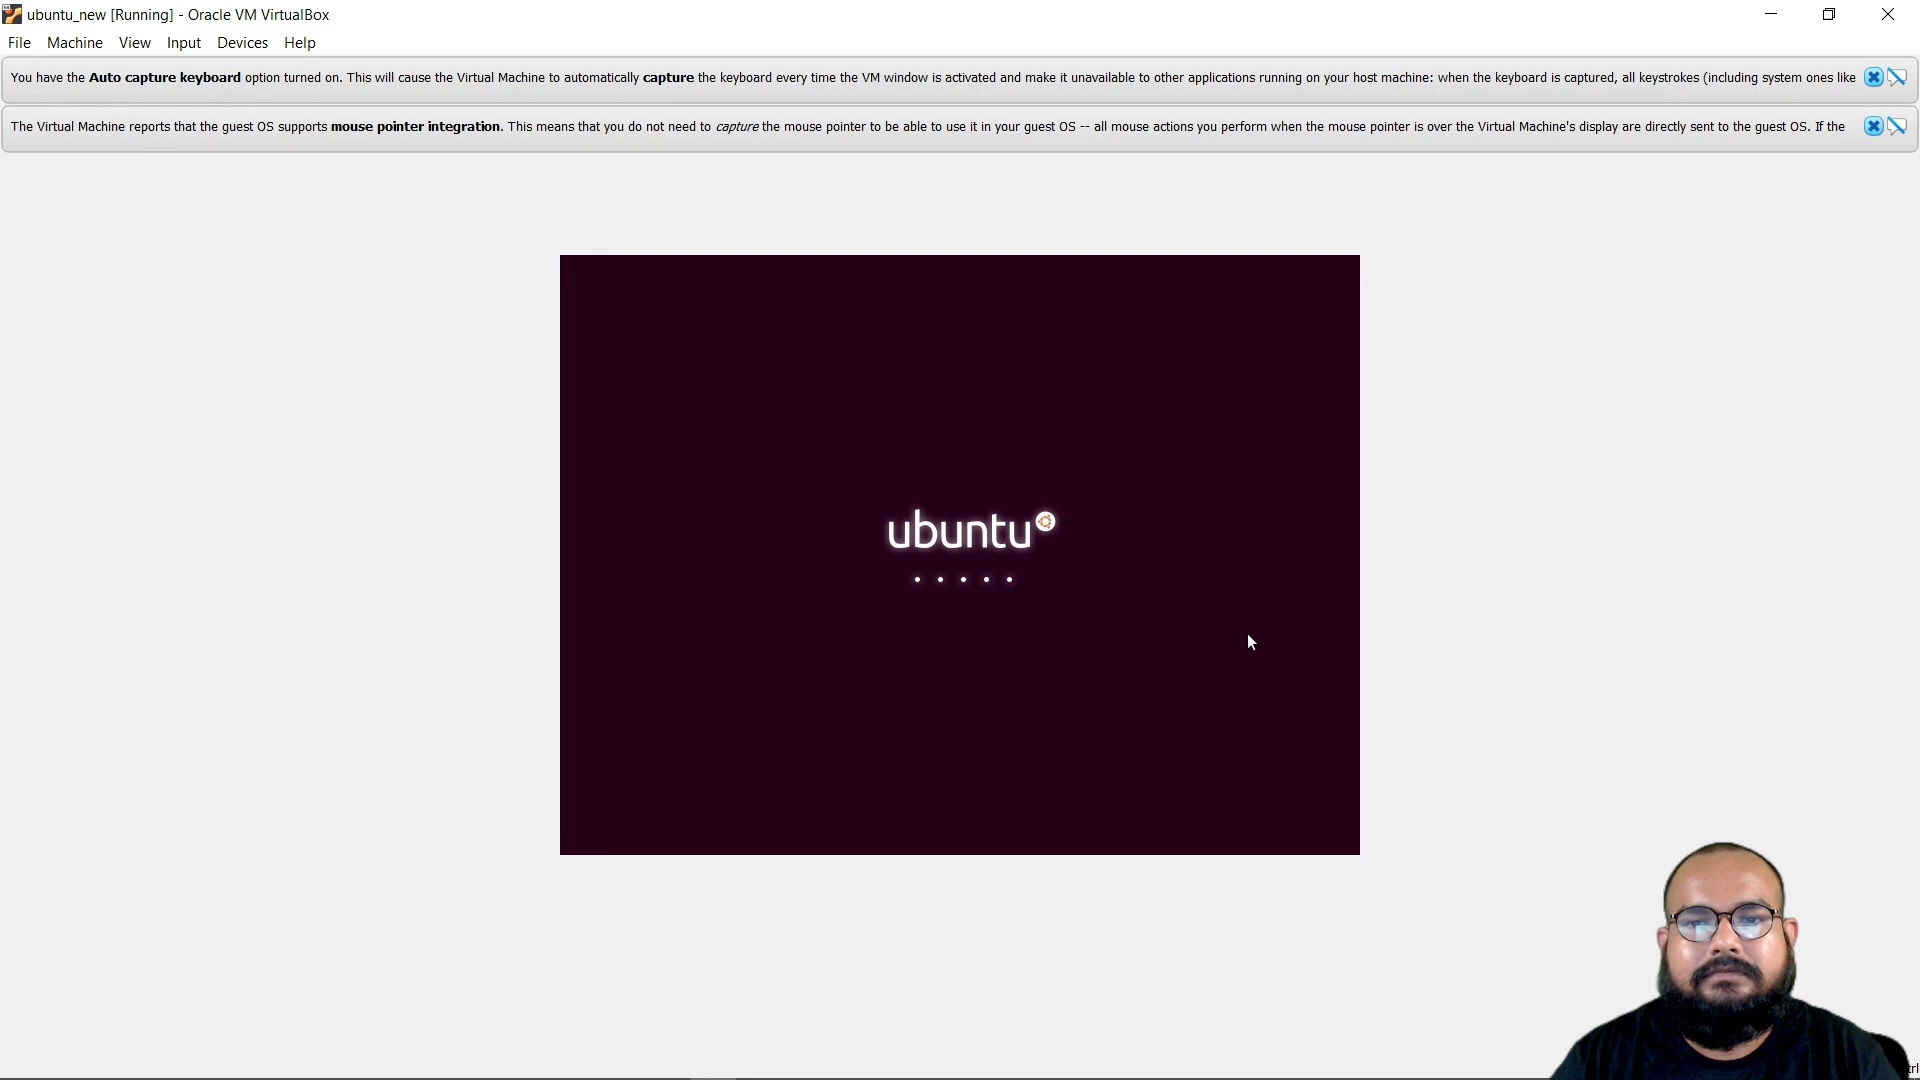 ubuntu_new [Running] - Oracle VM VirtualBox
File Machine View Input Devices Help
You have the Auto capture keyboard option turned on. This will cause the Virtual Machine to automatically capture the keyboard every time the VM window is activated and make it unavailable to other applications running on your host machine: when the keyboard is captured, all keystrokes (including system ones like
The Virtual Machine reports that the guest OS supports mouse pointer integration. This means that you do not need to capture the mouse pointer to be able to use it in your guest OS -- all mouse actions you perform when the mouse pointer is over the Virtual Machine's display are directly sent to the guest OS. If the
ubuntu